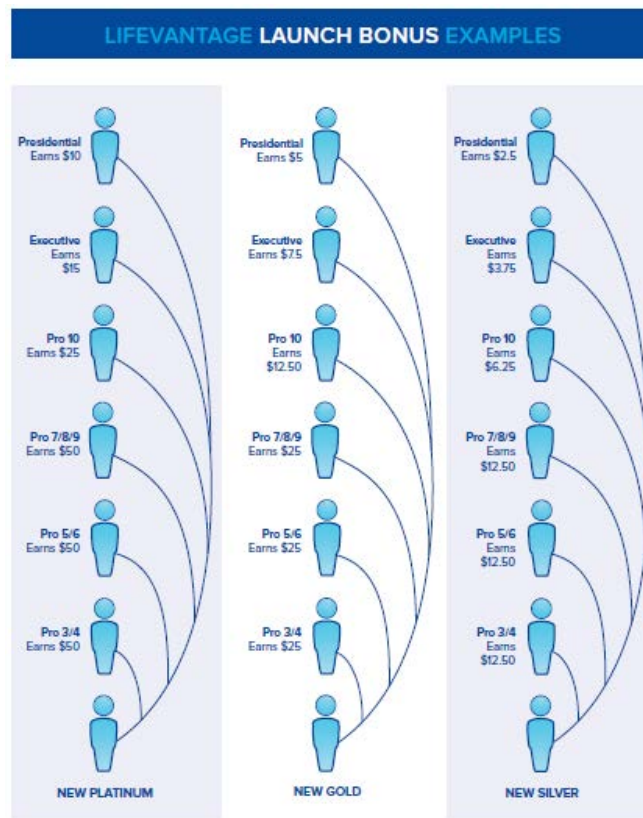 LIFEVANTAGE LAUNCH BONUS EXAMPLES
Presidential
Earns $10
Executive
Earns
$15
Pro 10
Earns $25
Pro 7/8/9
Earns $50
Pro 5/6
Earns $50
Pro 3/4
Earns $50
NEW PLATINUM
Presidential
Earns $5
Executive
Earns $7.5
Pro 10
Earns
$12.50
Pro 7/8/9
Earns $25
Pro 5/6
Earns $25
Pro 3/4
Earns $25
NEW GOLD
Presidential
Earns $2.5
Executive
Earns
$3.75
Pro 10
Earns
$6.25
Pro 7/8/9
Earns
$12.50
Pro 5/6
Earns
$12.50
Pro 3/4
Earns
$12.50
NEW SILVER